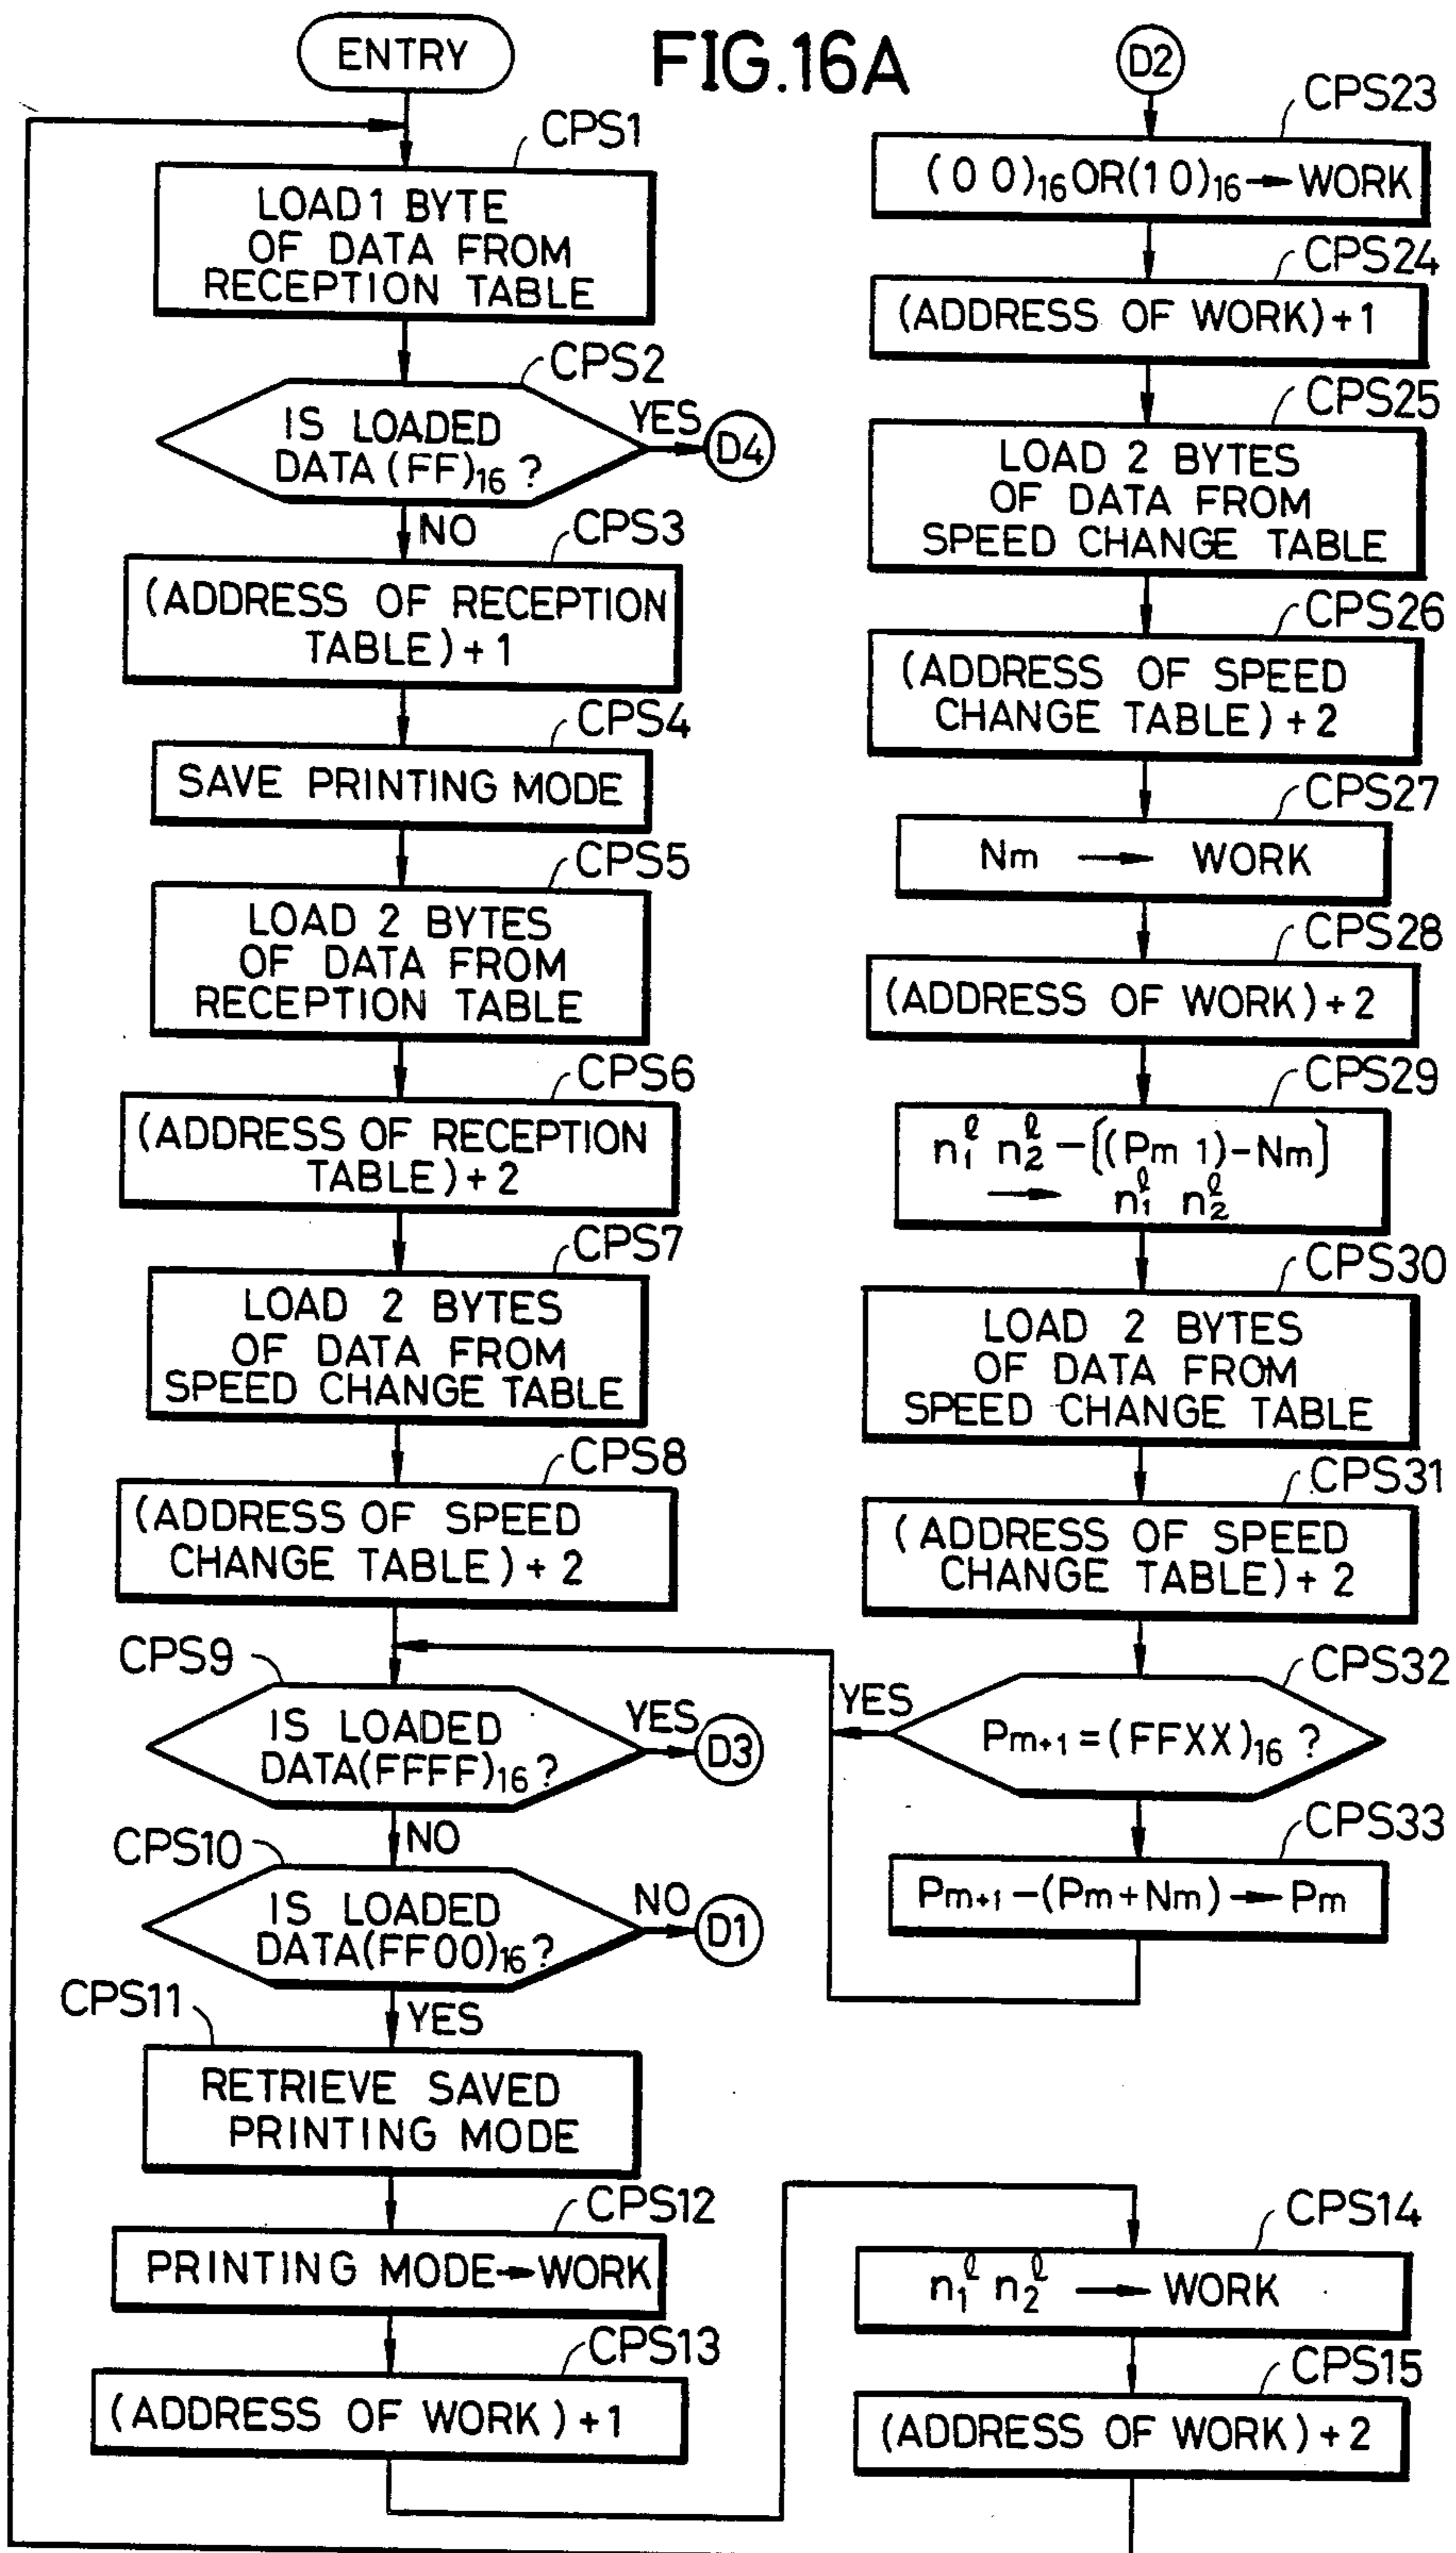 FIG.16A
ENTRY
CPS1
LOAD 1 BYTE
OF DATA FROM
RECEPTION TABLE
CPS2
IS LOADED
DATA (FF)₁₆ ?
YES
D4
NO
CPS3
(ADDRESS OF RECEPTION
TABLE) + 1
CPS4
SAVE PRINTING MODE
CPS5
LOAD 2 BYTES
OF DATA FROM
RECEPTION TABLE
CPS6
(ADDRESS OF RECEPTION
TABLE) + 2
CPS7
LOAD 2 BYTES
OF DATA FROM
SPEED CHANGE TABLE
CPS8
(ADDRESS OF SPEED
CHANGE TABLE) + 2
CPS9
IS LOADED
DATA(FFFF)₁₆?
YES
D3
NO
CPS10
IS LOADED
DATA(FF00)₁₆?
NO
D1
YES
CPS11
RETRIEVE SAVED
PRINTING MODE
CPS12
PRINTING MODE→WORK
CPS13
(ADDRESS OF WORK) + 1
D2
CPS23
(00)₁₆OR(10)₁₆→WORK
CPS24
(ADDRESS OF WORK) + 1
CPS25
LOAD 2 BYTES
OF DATA FROM
SPEED CHANGE TABLE
CPS26
(ADDRESS OF SPEED
CHANGE TABLE) + 2
CPS27
Nm → WORK
CPS28
(ADDRESS OF WORK) + 2
CPS29
n₁ˡ n₂ˡ −[(Pm 1)−Nm]
→ n₁ˡ n₂ˡ
CPS30
LOAD 2 BYTES
OF DATA FROM
SPEED CHANGE TABLE
CPS31
(ADDRESS OF SPEED
CHANGE TABLE) + 2
CPS32
YES
Pm+1 = (FFXX)₁₆ ?
CPS33
Pm+1 −(Pm+Nm)→Pm
CPS14
n₁ˡ n₂ˡ → WORK
CPS15
(ADDRESS OF WORK) + 2